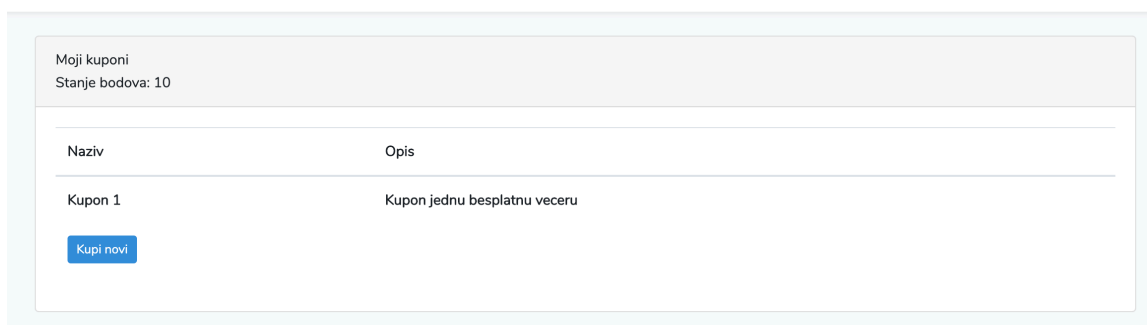 Moji kuponi
Stanje bodova: 10
Naziv Opis
Kupon 1 Kupon jednu besplatnu veceru
Kupi novi